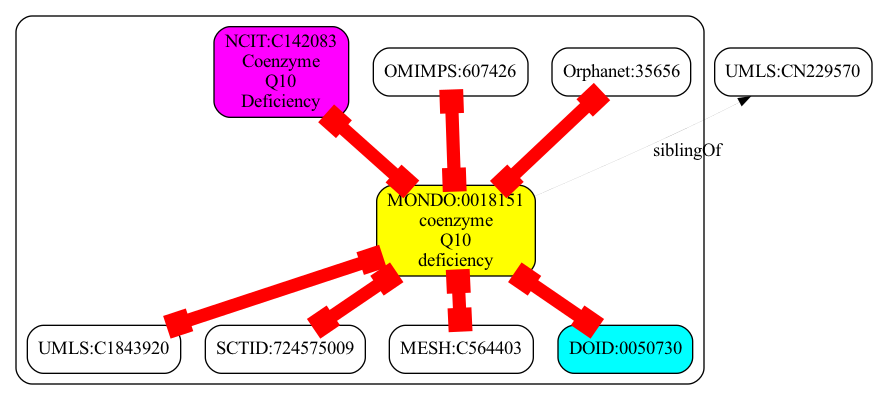 NCIT:C142083
Coenzyme
Q10
Deficiency
OMIMPS:607426
Orphanet:35656
UMLS:CN229570
siblingOf
MONDO:0018151
coenzyme
Q10
deficiency
UMLS:C1843920
SCTID:724575009
MESH:C564403
DOID:0050730